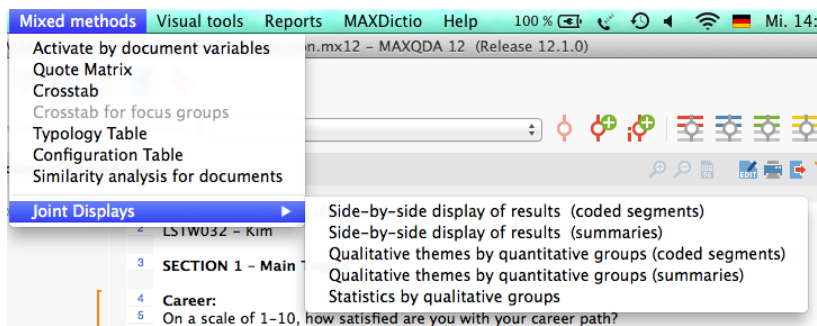 Mixed methods Visual tools Reports MAXDictio Help 100 % Mi. 14:
Activate by document variables
n.mx12 – MAXQDA 12 (Release 12.1.0)
Quote Matrix
Crosstab
Crosstab for focus groups
Typology Table
Configuration Table
Similarity analysis for documents
EDIT
Joint Displays
Side-by-side display of results (coded segments)
2 LSTW032 – Kim
Side-by-side display of results (summaries)
Qualitative themes by quantitative groups (coded segments)
3 SECTION 1 – Main
Qualitative themes by quantitative groups (summaries)
Statistics by qualitative groups
4 Career:
5 On a scale of 1–10, how satisfied are you with your career path?